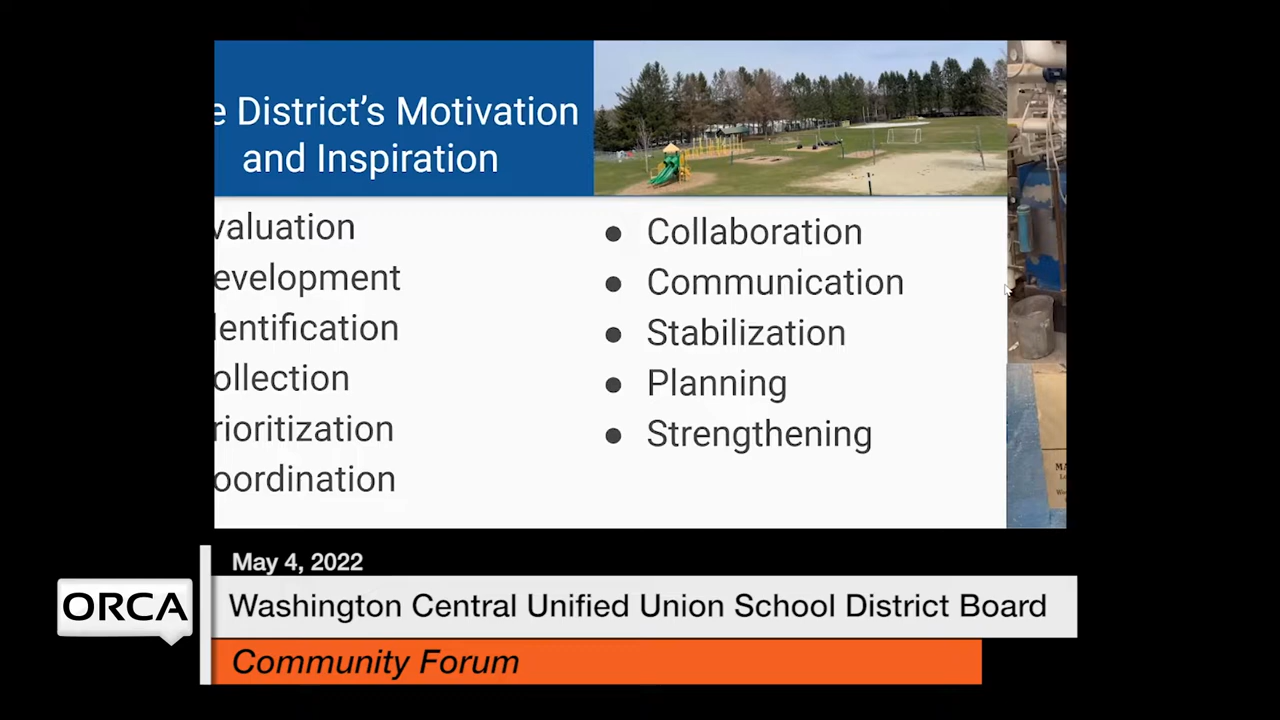 e District's Motivation
and Inspiration
valuation
evelopment
dentification
ollection
rioritization
oordination
● Collaboration
● Communication
● Stabilization
● Planning
● Strengthening
May 4, 2022
ORCA
Washington Central Unified Union School District Board
Community Forum